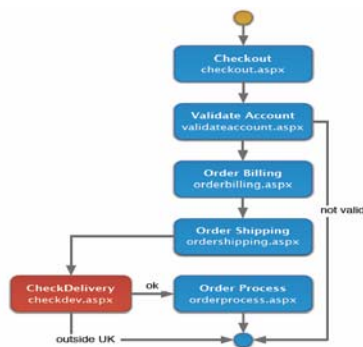 Checkout
checkout.aspx
Validate Account
validateaccount.aspx
Order Billing
orderbilling.aspx
not valid
Order Shipping
ordershipping.aspx
CheckDelivery
checkdev.aspx
ok
Order Process
orderprocess.aspx
outside UK